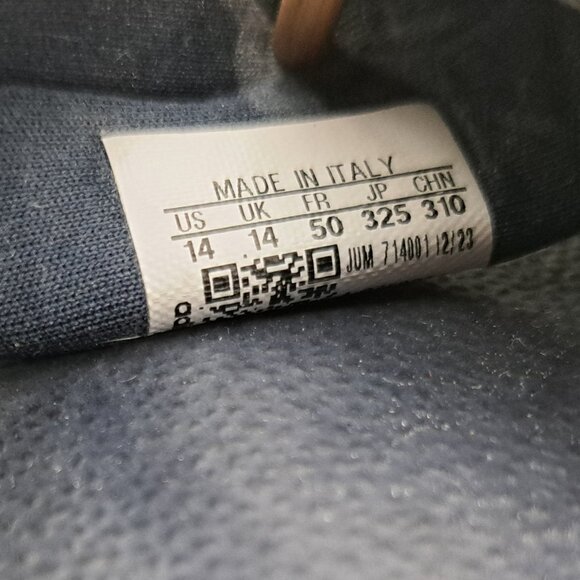 MADE IN ITALY
US UK FR JP CHN
14 14 50 325 310
JUM 714001 12/23